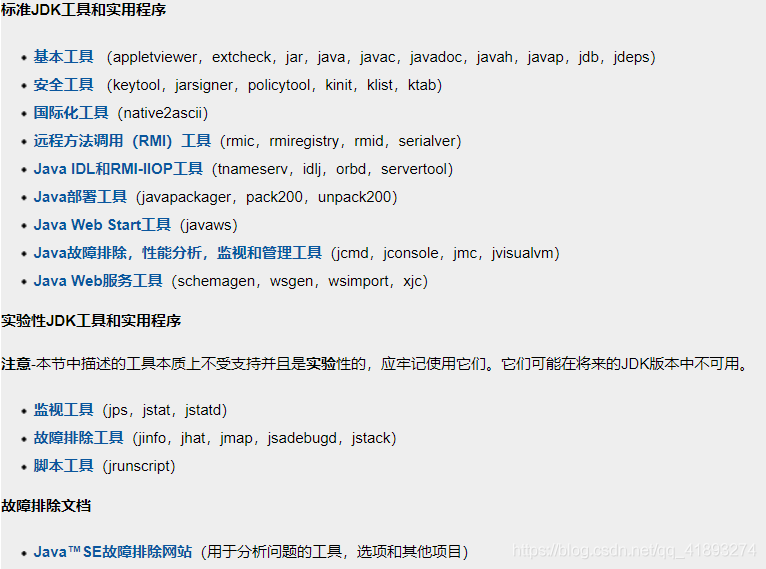 标准JDK工具和实用程序
基本工具 （appletviewer，extcheck，jar，java，javac，javadoc，javah，javap，jdb，jdeps）
安全工具 （keytool，jarsigner，policytool，kinit，klist，ktab）
国际化工具（native2ascii）
远程方法调用（RMI）工具（rmic，rmiregistry，rmid，serialver）
Java IDL和RMI-IIOP工具（tnameserv，idlj，orbd，servertool）
Java部署工具（javapackager，pack200，unpack200）
Java Web Start工具（javaws）
Java故障排除，性能分析，监视和管理工具（jcmd，jconsole，jmc，jvisualvm）
Java Web服务工具（schemagen，wsgen，wsimport，xjc）
实验性JDK工具和实用程序
注意-本节中描述的工具本质上不受支持并且是实验性的，应牢记使用它们。它们可能在将来的JDK版本中不可用。
监视工具（jps，jstat，jstatd）
故障排除工具（jinfo，jhat，jmap，jsadebugd，jstack）
脚本工具（jrunscript）
故障排除文档
Java™SE故障排除网站（用于分析问题的工具，选项和其他项目）
https://blog.csdn.net/qq_41893274